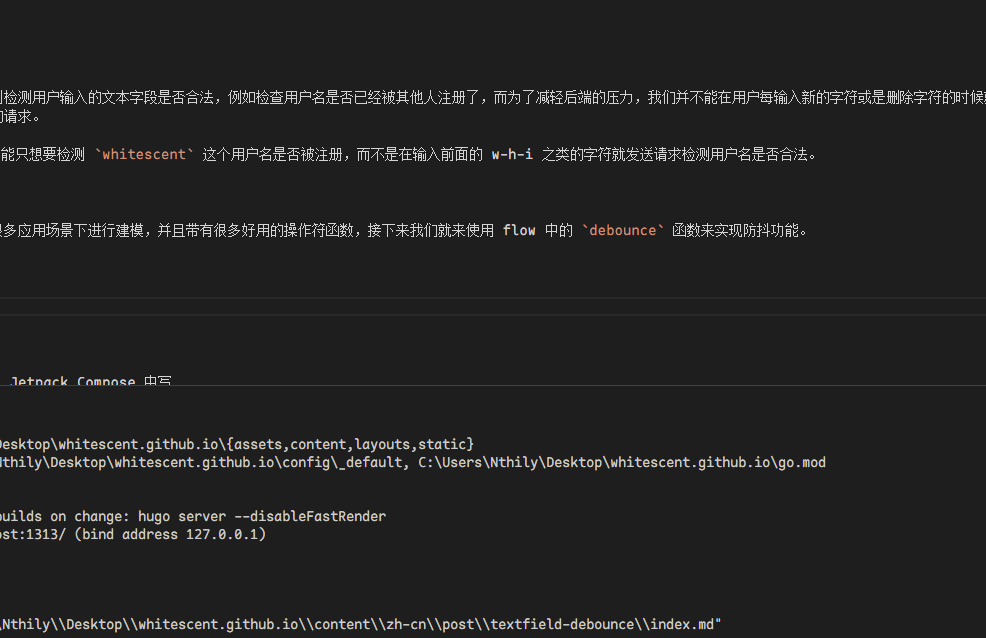 检测用户输入的文本字段是否合法，例如检查用户名是否已经被其他人注册了，而为了减轻后端的压力，我们并不能在用户每输入新的字符或是删除字符的时候
请求。
能只想要检测 `whitescent` 这个用户名是否被注册，而不是在输入前面的 w-h-i 之类的字符就发送请求检测用户名是否合法。
多应用场景下进行建模，并且带有很多好用的操作符函数，接下来我们就来使用 flow 中的 `debounce` 函数来实现防抖功能。
Jetpack Compose 中写
Desktop\whitescent.github.io\{assets,content,layouts,static}
Nthily\Desktop\whitescent.github.io\config\_default, C:\Users\Nthily\Desktop\whitescent.github.io\go.mod
builds on change: hugo server --disableFastRender
ost:1313/ (bind address 127.0.0.1)
\Nthily\\Desktop\\whitescent.github.io\\content\\zh-cn\\post\\textfield-debounce\\index.md"